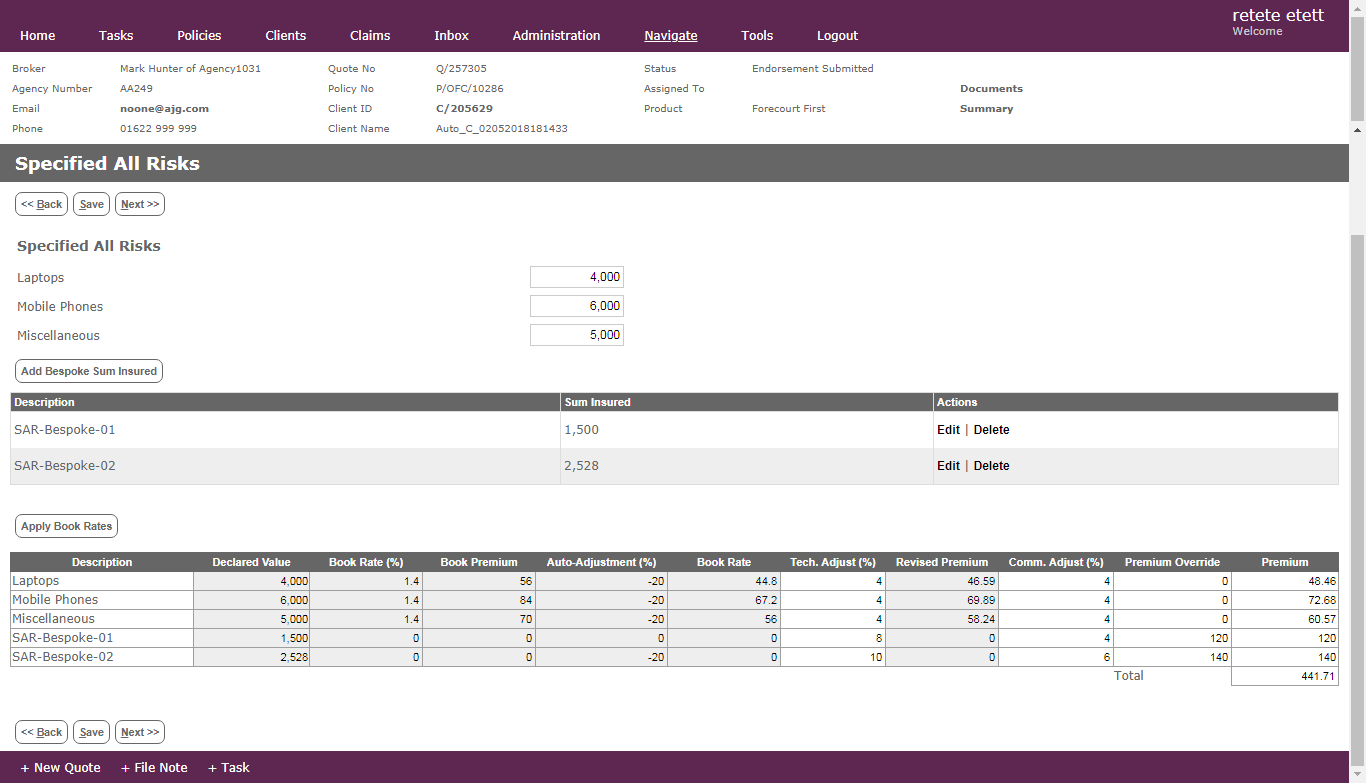 retete etett
Home Tasks Policies Clients Claims Inbox Administration Navigate Tools Logout
Welcome
Broker Mark Hunter of Agency1031 Quote No Q/257305 Status Endorsement Submitted
Agency Number AA249 Policy No P/OFC/10286 Assigned To Documents
Email noone@ajg.com Client ID C/205629 Product Forecourt First Summary
Phone 01622 999 999 Client Name Auto_C_02052018181433
Specified All Risks
<< Back Save Next >>
Specified All Risks
Laptops 4,000
Mobile Phones 6,000
Miscellaneous 5,000
Add Bespoke Sum Insured
Description Sum Insured Actions
SAR-Bespoke-01 1,500 Edit | Delete
SAR-Bespoke-02 2,528 Edit | Delete
Apply Book Rates
Description Declared Value Book Rate (%) Book Premium Auto-Adjustment (%) Book Rate Tech. Adjust (%) Revised Premium Comm. Adjust (%) Premium Override Premium
Laptops 4,000 1.4 56 -20 44.8 4 46.59 4 0 48.46
Mobile Phones 6,000 1.4 84 -20 67.2 4 69.89 4 0 72.68
Miscellaneous 5,000 1.4 70 -20 56 4 58.24 4 0 60.57
SAR-Bespoke-01 1,500 0 0 0 0 8 0 4 120 120
SAR-Bespoke-02 2,528 0 0 -20 0 10 0 6 140 140
Total 441.71
<< Back Save Next >>
+ New Quote + File Note + Task